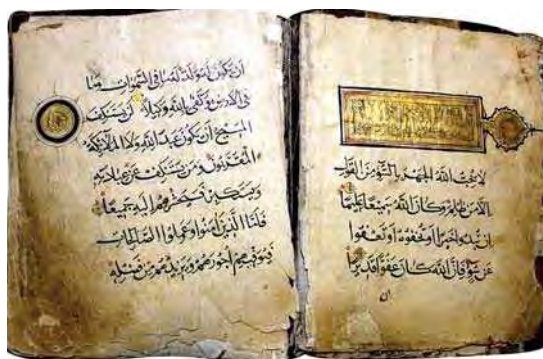 لا يحب الله الجهر بالسوء من القول
الا من ظلم وكان الله سميعا عليما
ان تبدوا خيرا او تخفوه او تعفوا
عن سوء فان الله كان عفوا قديرا
ان
ان يكون له ولد له ما في السموات وما
في الارض وكفى بالله وكيلا لن يستنكف
المسيح ان يكون عبدا لله ولا الملائكة
المقربون ومن يستنكف عن عبادته
ويستكبر فسيحشرهم اليه جميعا
فاما الذين امنوا وعملوا الصالحات
فيوفيهم اجورهم ويزيدهم من فضله